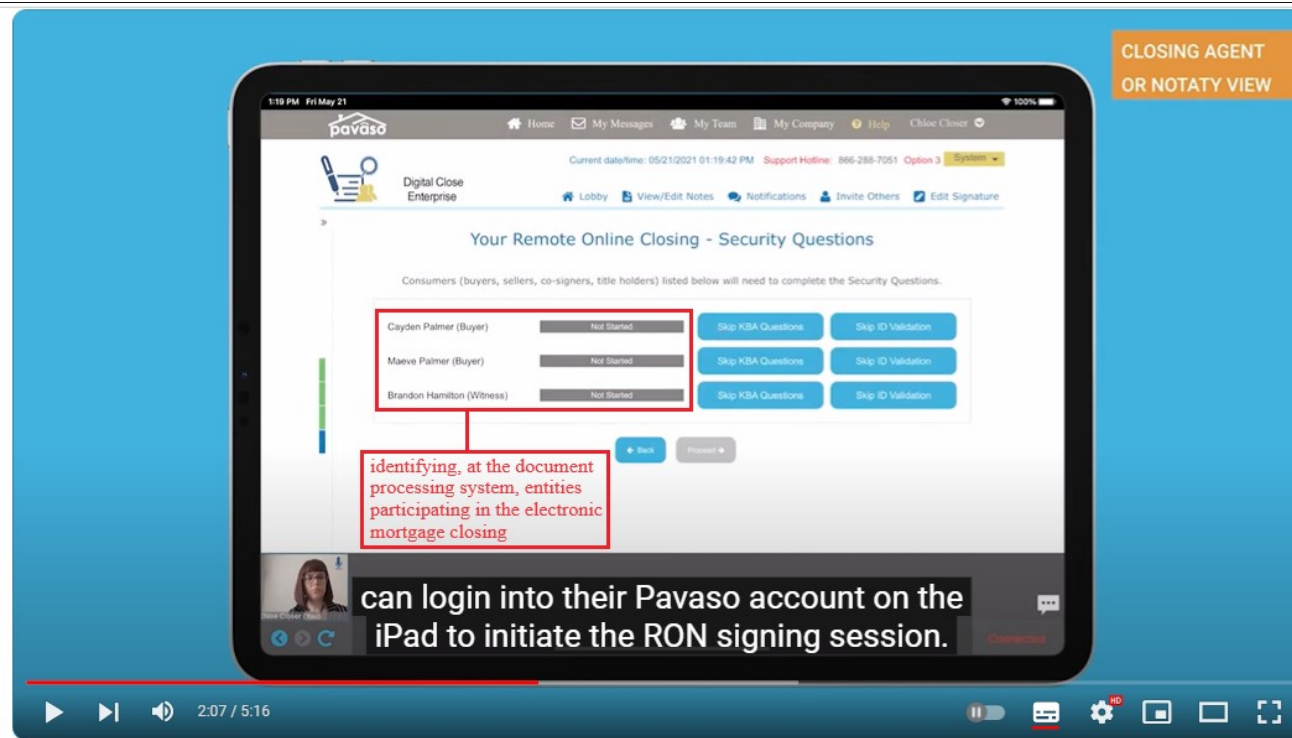 CLOSING AGENT
OR NOTATY VIEW
1:19 PM Fri May 21
100%
pavaso
Home My Messages My Team My Company Help Chloe Closer
Current date/time: 05/21/2021 01:19:42 PM Support Hotline: 866-288-7051 Option 3 System
Digital Close
Enterprise
Lobby View/Edit Notes Notifications Invite Others Edit Signature
»
Your Remote Online Closing - Security Questions
Consumers (buyers, sellers, co-signers, title holders) listed below will need to complete the Security Questions.
Cayden Palmer (Buyer) Not Started Skip KBA Questions Skip ID Validation
Maeve Palmer (Buyer) Not Started Skip KBA Questions Skip ID Validation
Brandon Hamilton (Witness) Not Started Skip KBA Questions Skip ID Validation
Back Proceed
identifying, at the document
processing system, entities
participating in the electronic
mortgage closing
Chloe Closer (You)
can login into their Pavaso account on the
iPad to initiate the RON signing session.
Connected
2:07 / 5:16
HD